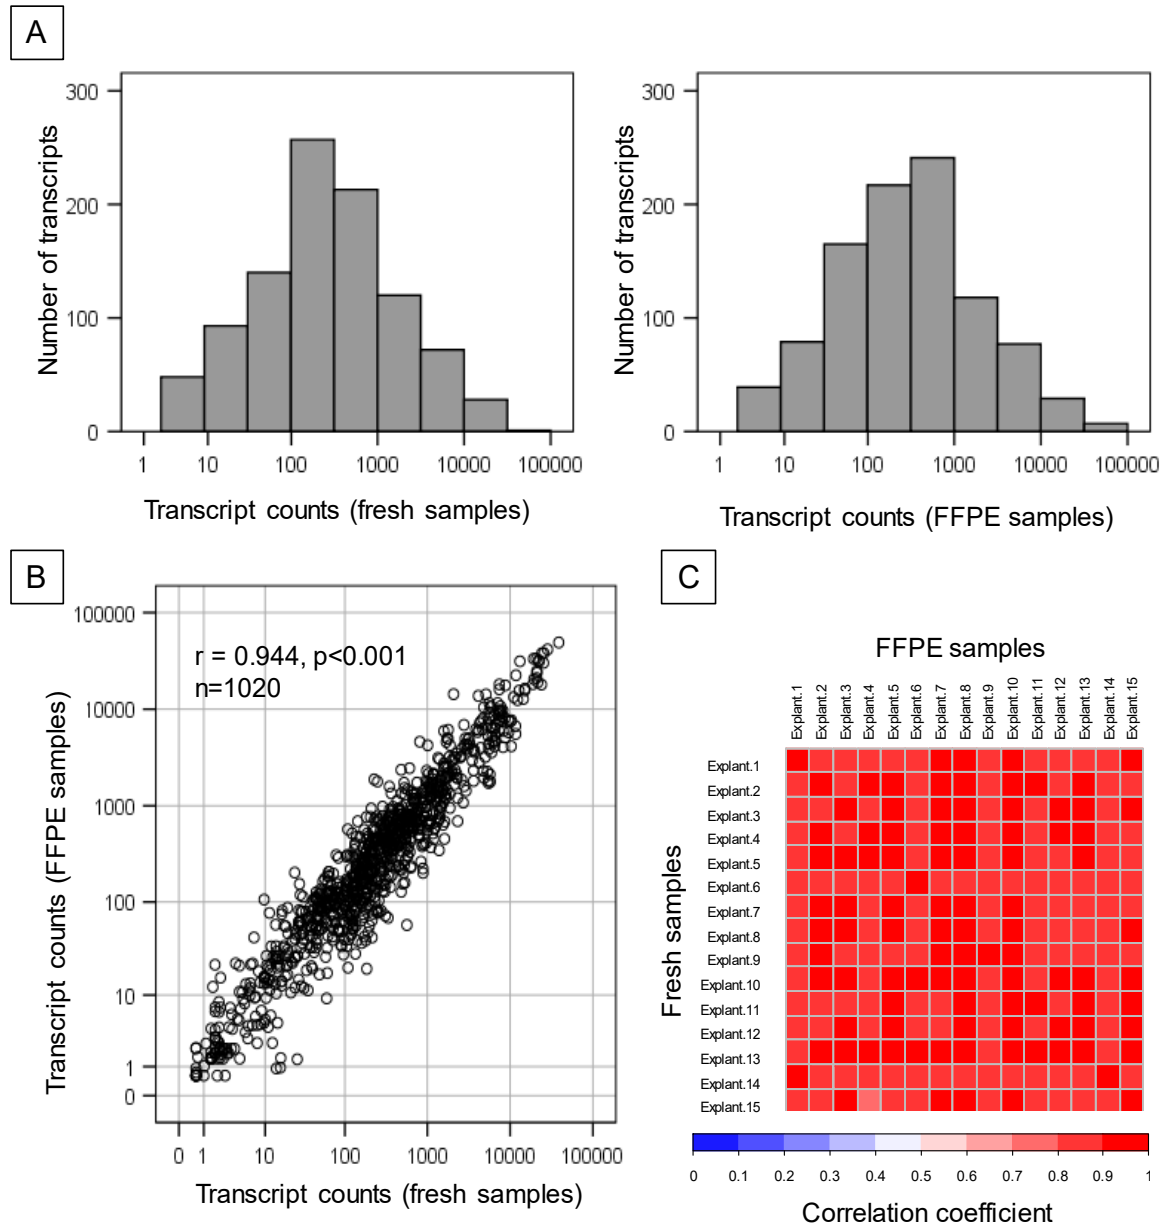 A
300
200
100
0
Number of transcripts
1 10 100 1000 10000 100000
Transcript counts (fresh samples)
300
200
100
0
Number of transcripts
1 10 100 1000 10000 100000
Transcript counts (FFPE samples)
B
100000
10000
1000
100
10
1
0
Transcript counts (FFPE samples)
r = 0.944, p<0.001
n=1020
0 1 10 100 1000 10000 100000
Transcript counts (fresh samples)
C
FFPE samples
Explant.1
Explant.2
Explant.3
Explant.4
Explant.5
Explant.6
Explant.7
Explant.8
Explant.9
Explant.10
Explant.11
Explant.12
Explant.13
Explant.14
Explant.15
Fresh samples
Explant.1
Explant.2
Explant.3
Explant.4
Explant.5
Explant.6
Explant.7
Explant.8
Explant.9
Explant.10
Explant.11
Explant.12
Explant.13
Explant.14
Explant.15
0 0.1 0.2 0.3 0.4 0.5 0.6 0.7 0.8 0.9 1
Correlation coefficient